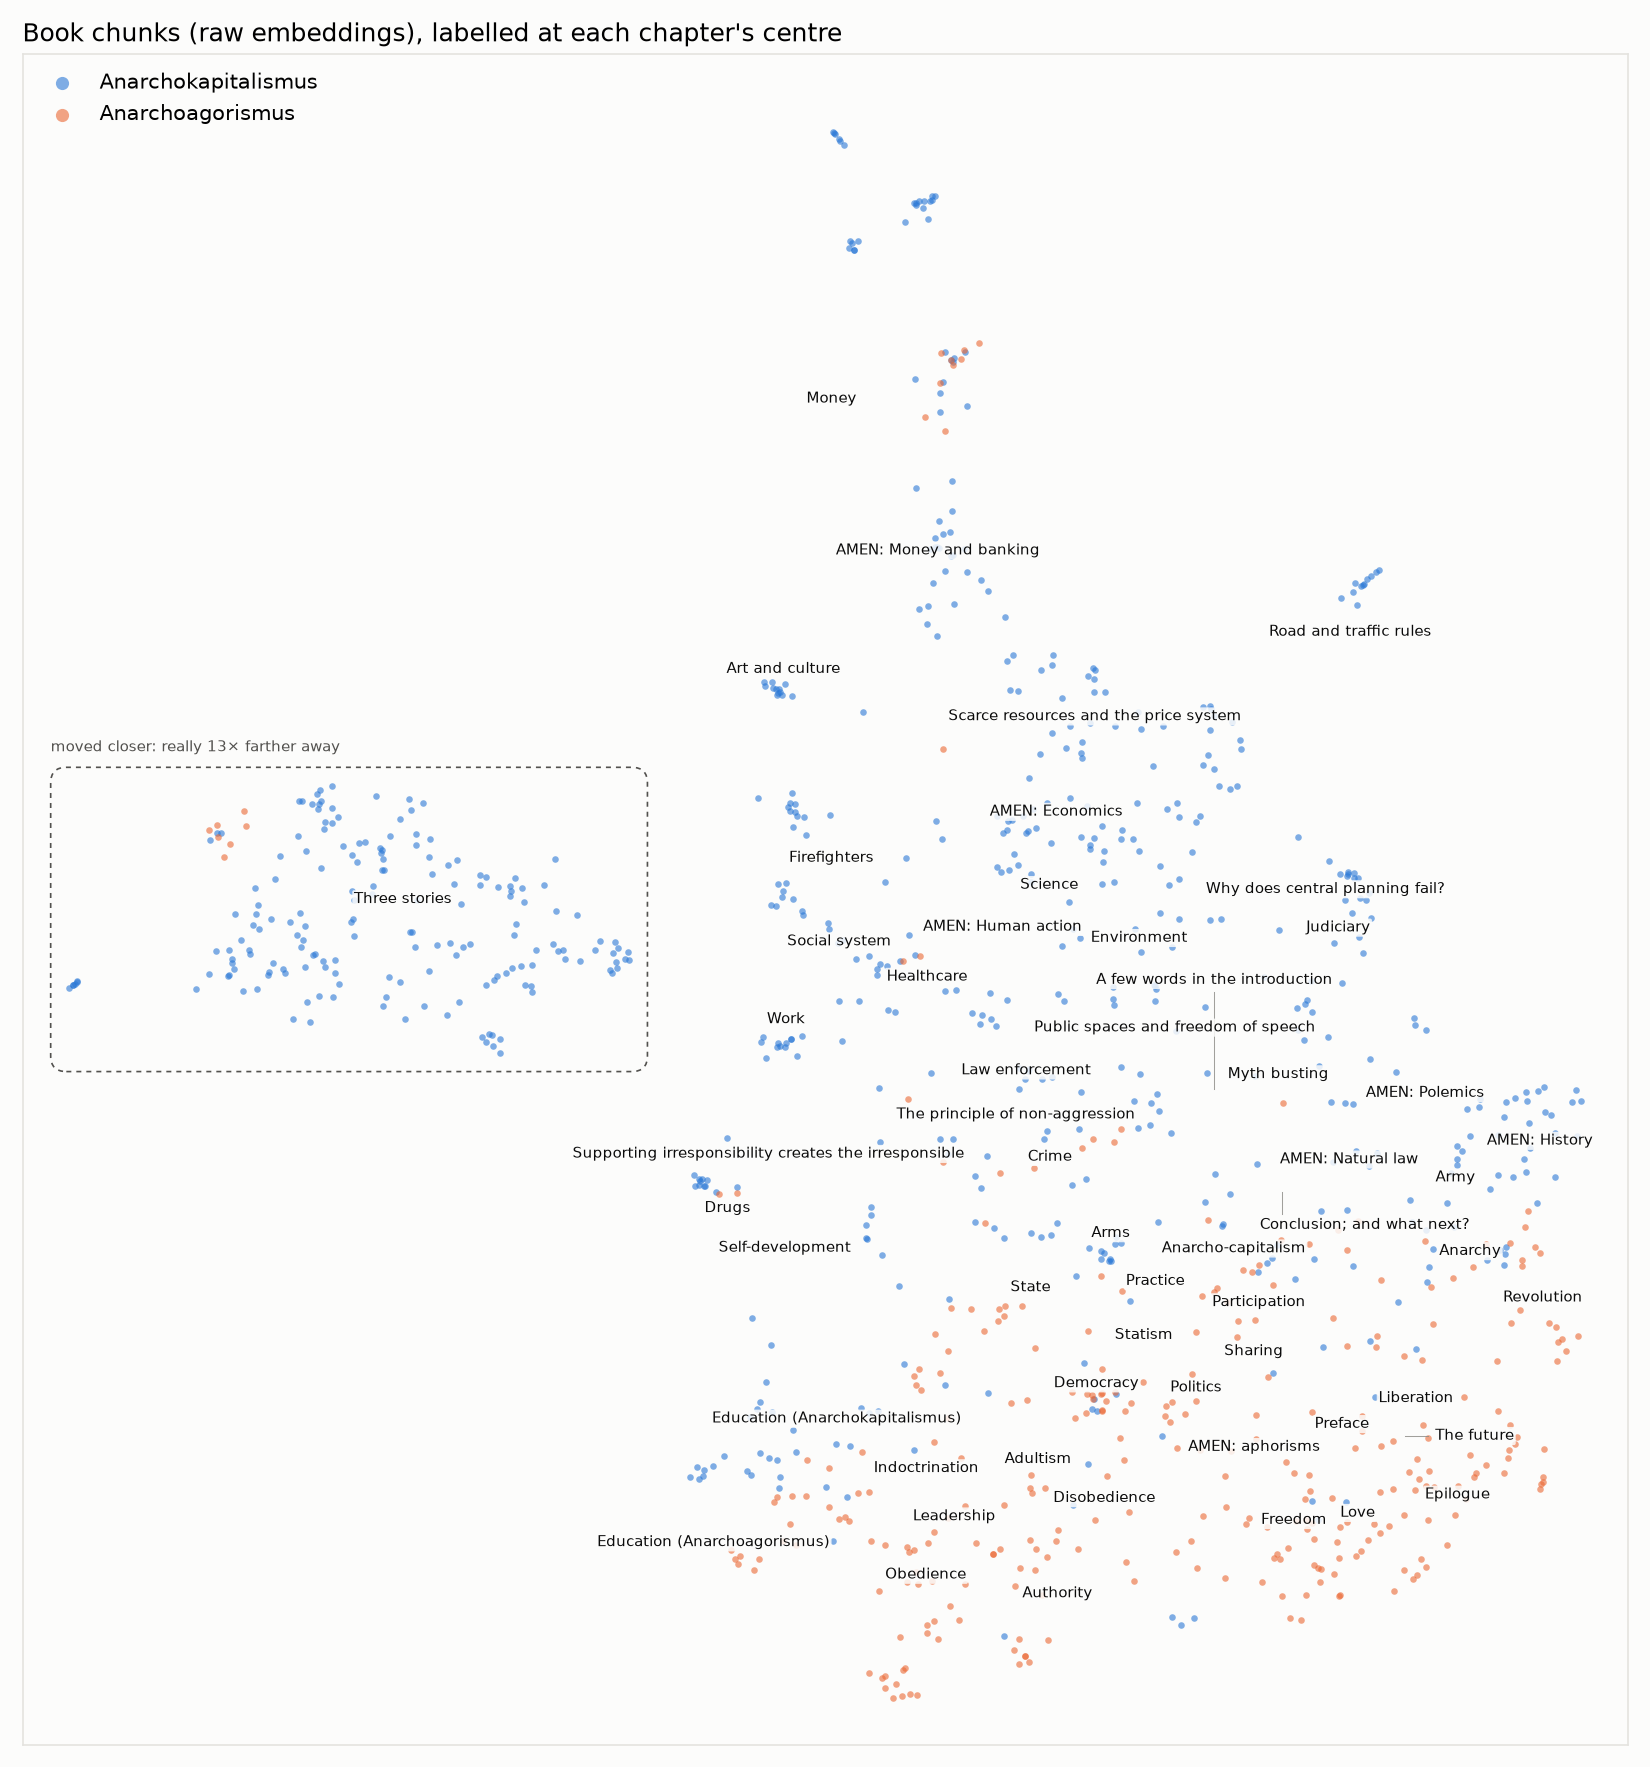 Book chunks (raw embeddings), labelled at each chapter's centre
Anarchokapitalismus
Anarchoagorismus
Money
AMEN: Money and banking
Road and traffic rules
Art and culture
Scarce resources and the price system
moved closer: really 13× farther away
AMEN: Economics
Firefighters
Science
Why does central planning fail?
Three stories
AMEN: Human action
Judiciary
Social system
Environment
Healthcare
A few words in the introduction
Work
Public spaces and freedom of speech
Law enforcement
Myth busting
AMEN: Polemics
The principle of non-aggression
AMEN: History
Supporting irresponsibility creates the irresponsible
Crime
AMEN: Natural law
Army
Drugs
Conclusion; and what next?
Arms
Self-development
Anarcho-capitalism
Anarchy
State
Practice
Participation
Revolution
Statism
Sharing
Democracy
Politics
Liberation
Education (Anarchokapitalismus)
Preface
The future
AMEN: aphorisms
Indoctrination
Adultism
Disobedience
Epilogue
Leadership
Freedom
Love
Education (Anarchoagorismus)
Obedience
Authority